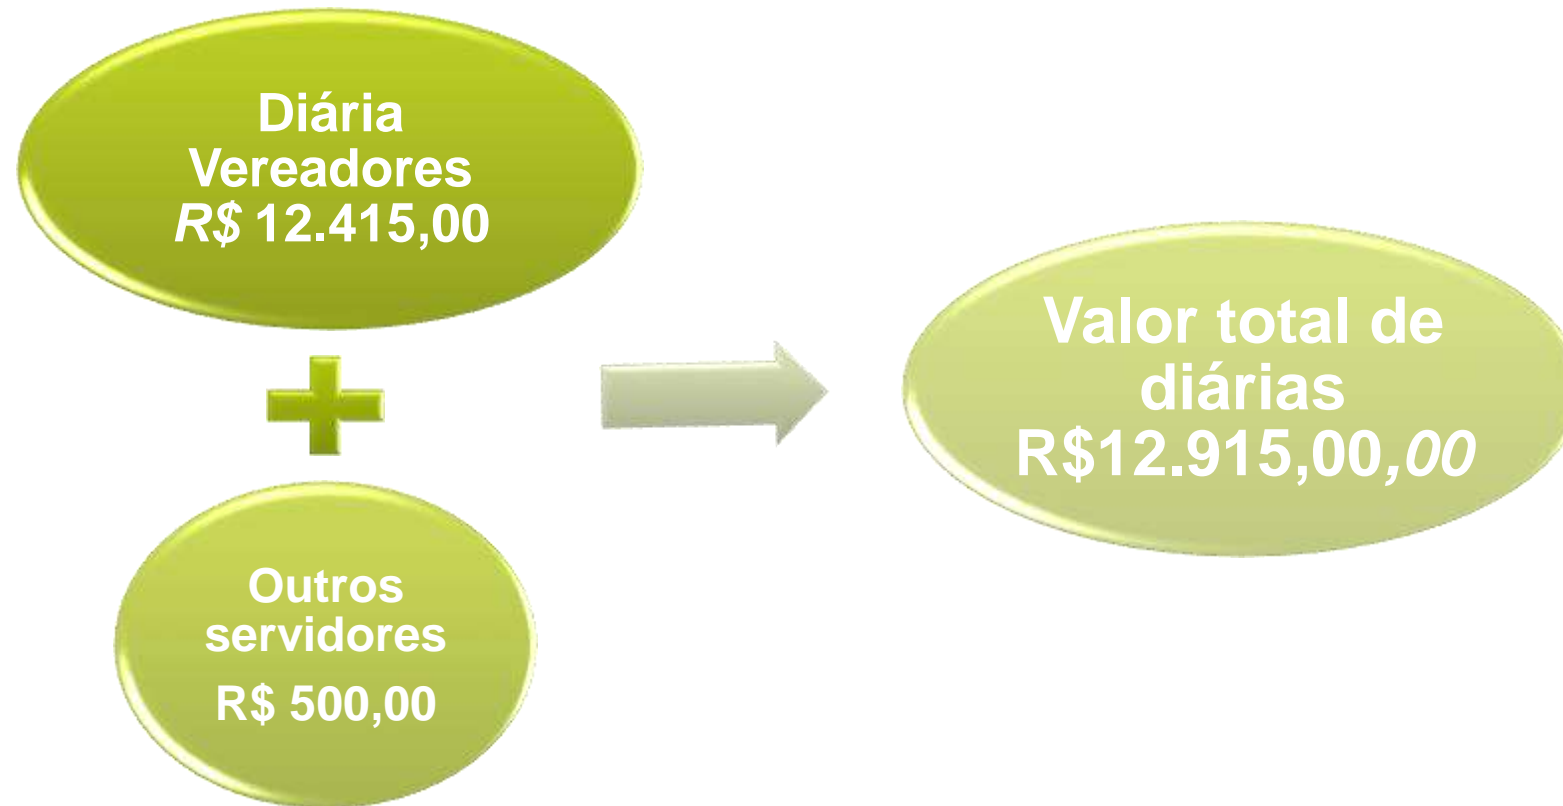 Diária
Vereadores
R$ 12.415,00
Outros
servidores
R$ 500,00
Valor total de
diárias
R$12.915,00,00